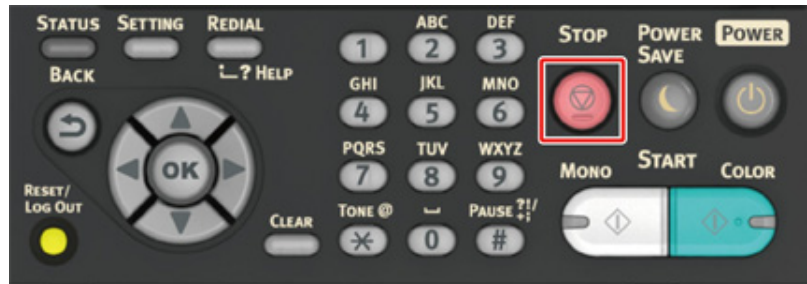 STATUS SETTING REDIAL
ABC DEF
1 2 3
STOP POWER SAVE POWER
BACK
? HELP
GHI JKL MNO
4 5 6
OK
PQRS TUV WXYZ
7 8 9
MONO START COLOR
RESET/
LOG OUT
CLEAR
TONE @ ⎵ PAUSE ?!/+:
* 0 #